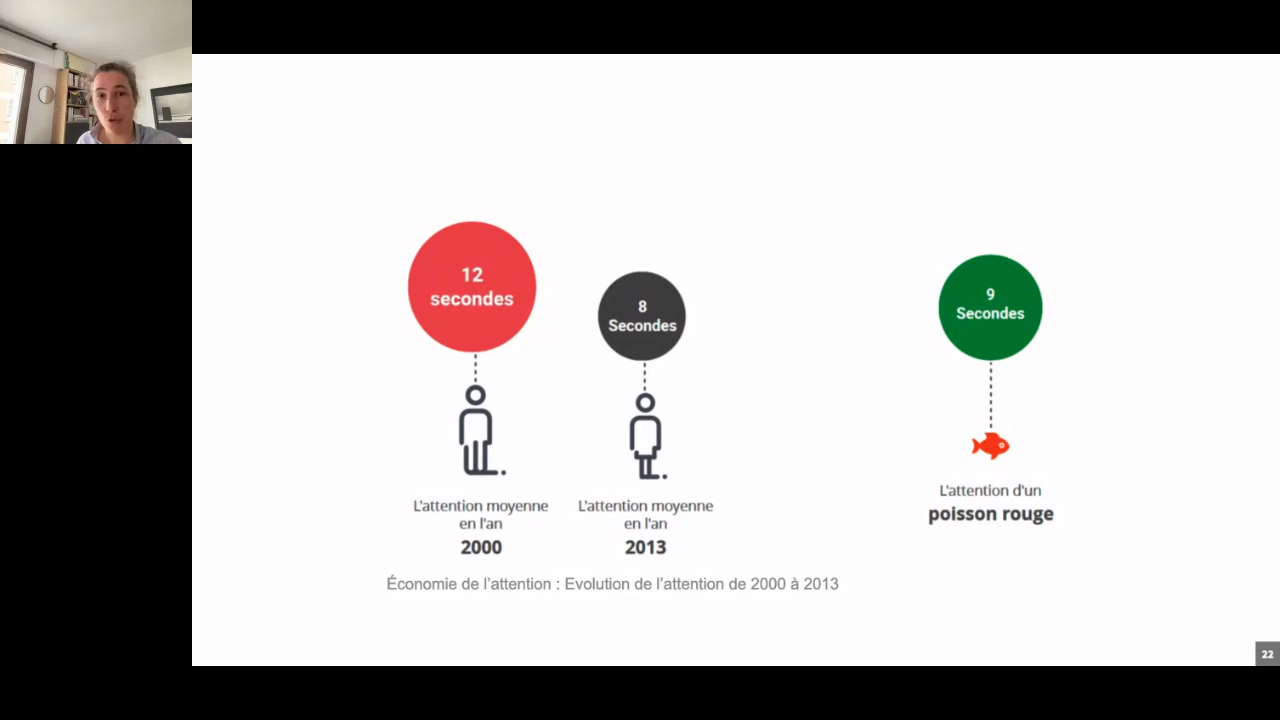 12
secondes
8
Secondes
9
Secondes
L'attention moyenne
en l'an
2000
L'attention moyenne
en l'an
2013
L'attention d'un
poisson rouge
Économie de l'attention : Evolution de l'attention de 2000 à 2013
22